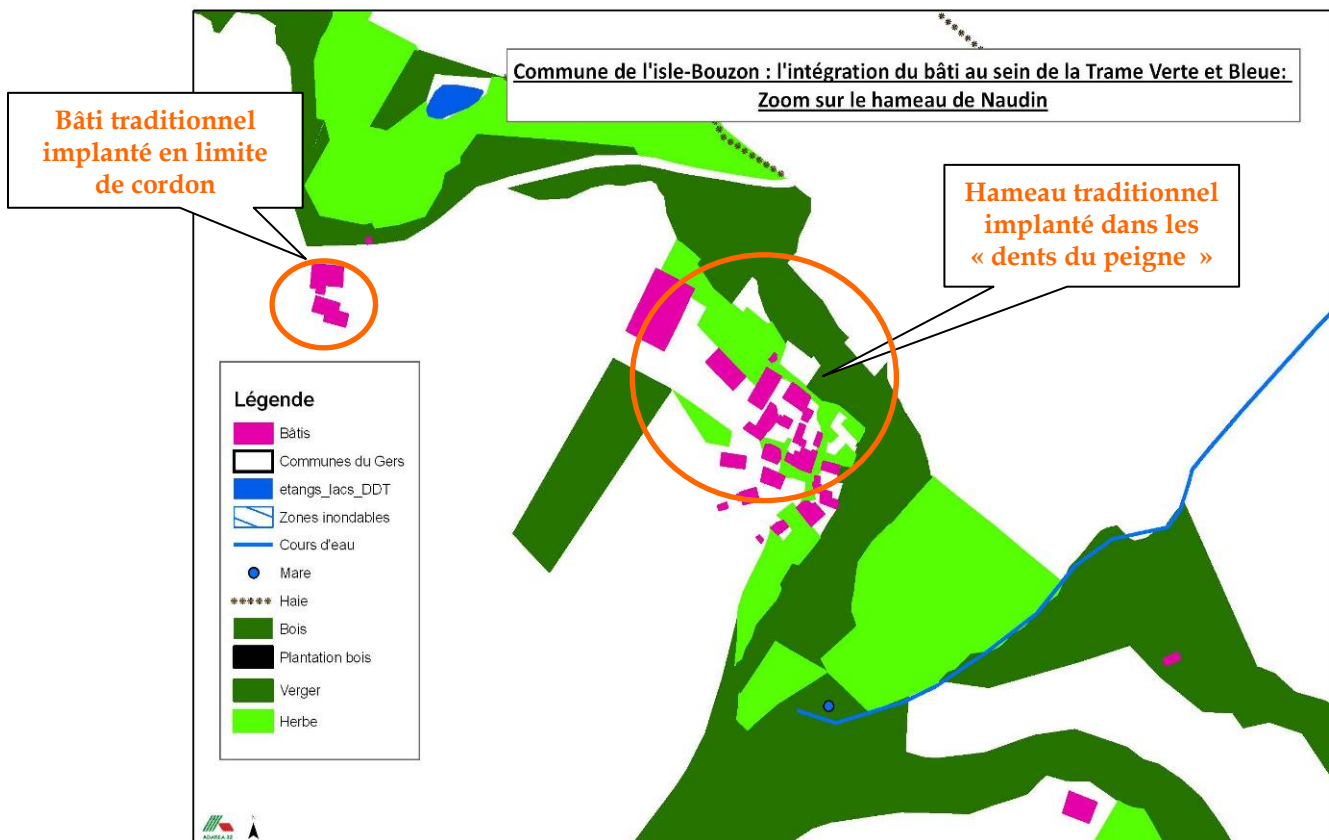 Commune de l'isle-Bouzon : l'intégration du bâti au sein de la Trame Verte et Bleue:
Zoom sur le hameau de Naudin
Bâti traditionnel
implanté en limite
de cordon
Hameau traditionnel
implanté dans les
« dents du peigne »
Légende
Bâtis
Communes du Gers
etangs_lacs_DDT
Zones inondables
Cours d'eau
Mare
Haie
Bois
Plantation bois
Verger
Herbe